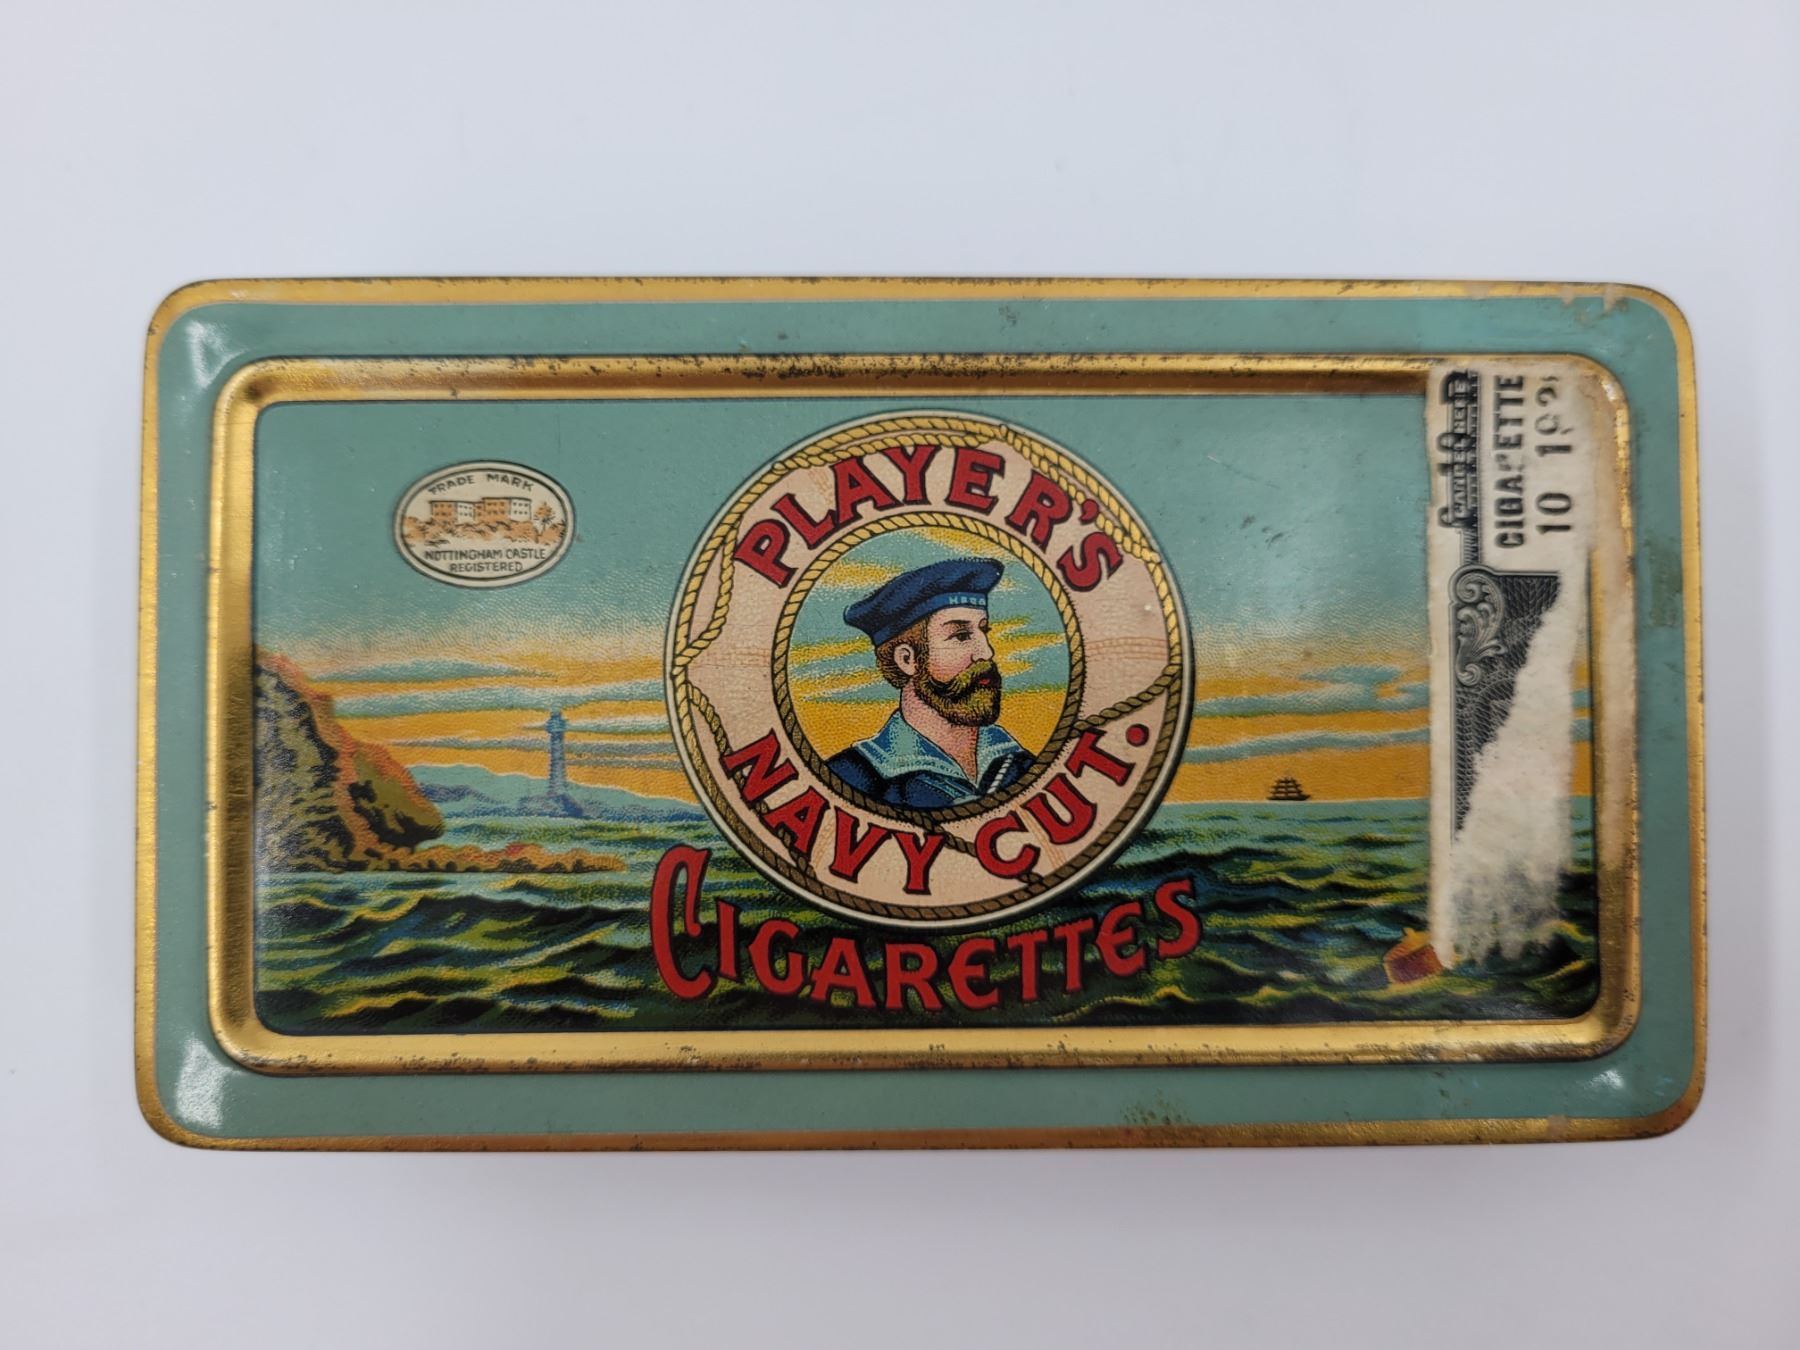 TRADE MARK
NOTTINGHAM CASTLE
REGISTERED
PLAYER'S
NAVY CUT.
CIGARETTES
CIGARETTE
10